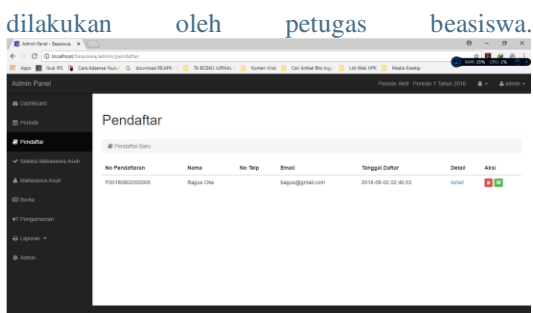 dilakukan oleh petugas beasiswa.
Admin Panel - Beasiswa
localhost/beasiswa/admin/pendaftar
Apps
Admin Panel
Periode Aktif : Periode 1 Tahun 2018 admin
Dashboard
Periode
Pendaftar
Pendaftar
Pendaftar Baru
Seleksi Mahasiswa Asuh
Mahasiswa Asuh
Berita
Pengumuman
Laporan
Admin
No Pendaftaran Nama No Telp Email Tanggal Daftar Detail Aksi
Bagus Oke bagus@gmail.com 2018-08-02 02:46:53 detail